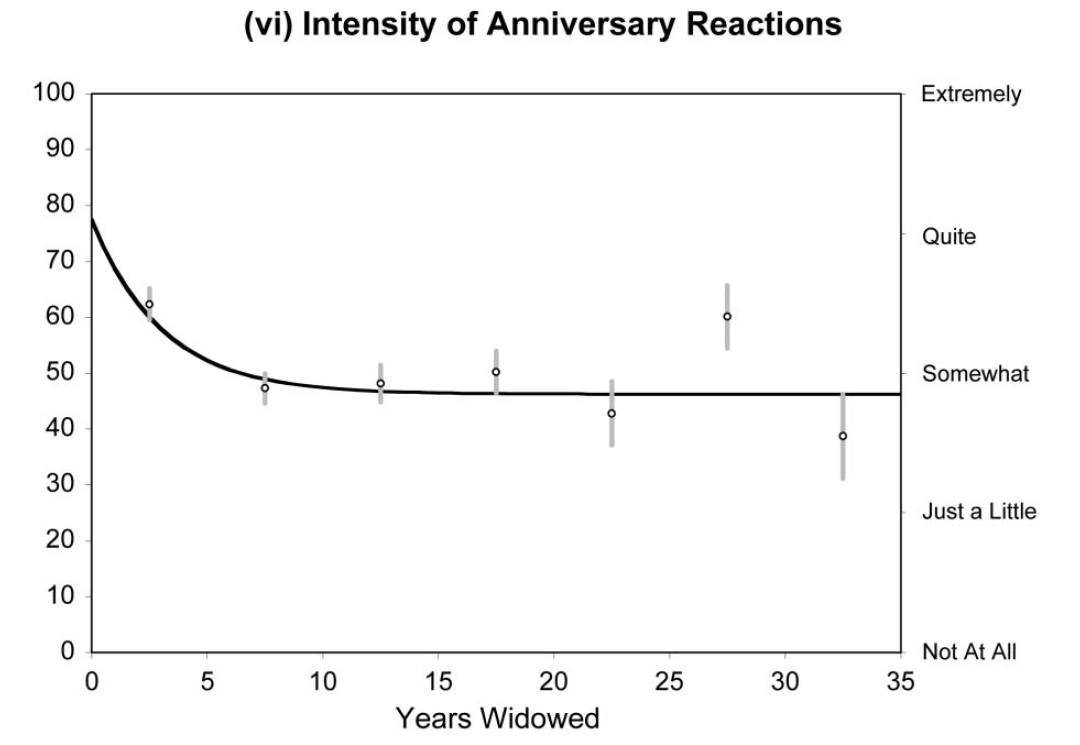 (vi) Intensity of Anniversary Reactions
100
90
80
70
60
50
40
30
20
10
0
Extremely
Quite
Somewhat
Just a Little
Not At All
0 5 10 15 20 25 30 35
Years Widowed